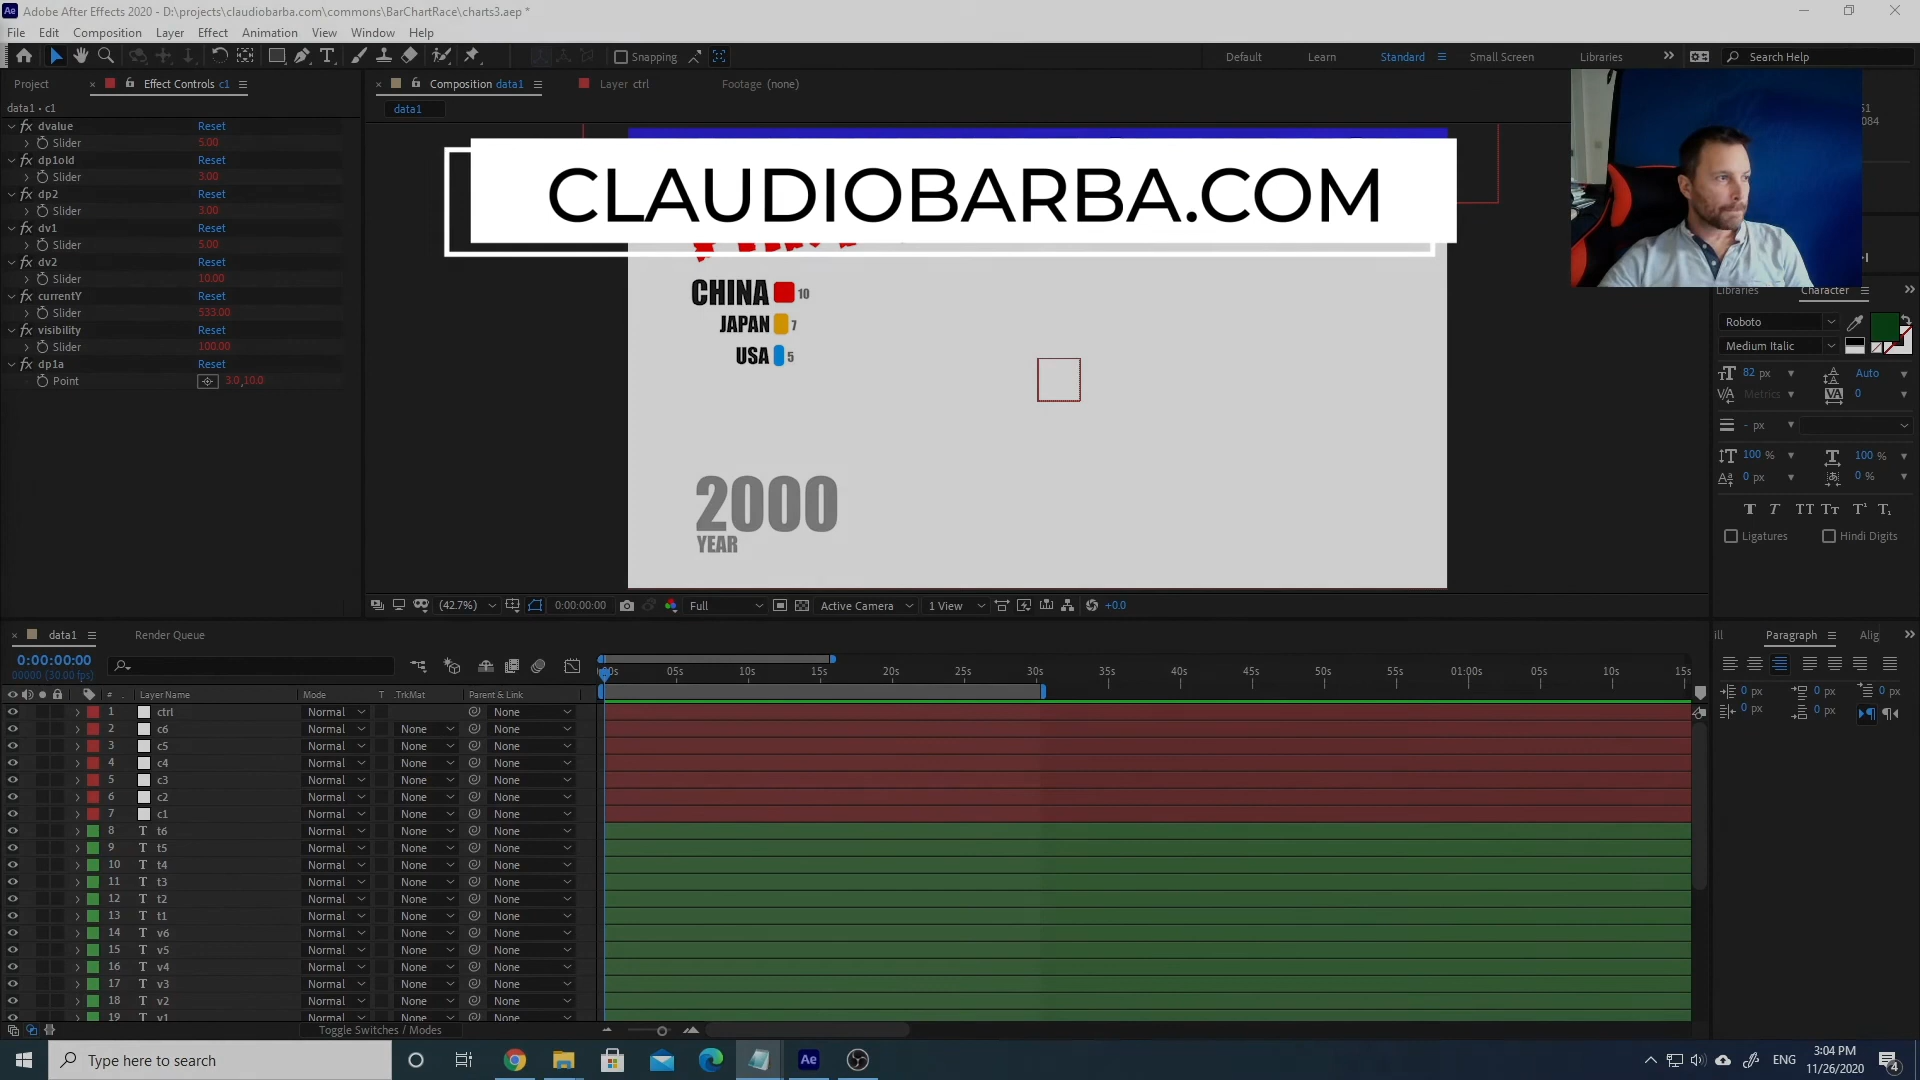 Adobe After Effects 2020 - D:\projects\claudiobarba.com\commons\BarChartRace\charts3.aep *
File Edit Composition Layer Effect Animation View Window Help
Snapping
Default Learn Standard Small Screen Libraries Search Help
Project Effect Controls c1
Composition data1 Layer ctrl Footage (none)
data1 • c1
data1
fx dvalue Reset
Slider 5.00
fx dp1old Reset
Slider 3.00
fx dp2 Reset
Slider 3.00
fx dv1 Reset
Slider 5.00
fx dv2 Reset
Slider 10.00
fx currentY Reset
Slider 533.00
fx visibility Reset
Slider 100.00
fx dp1a Reset
Point 3.0,10.0
CLAUDIOBARBA.COM
CHINA 10
JAPAN 7
USA 5
2000
YEAR
(42.7%) 0:00:00:00 Full Active Camera 1 View +0.0
Libraries Character
Roboto
Medium Italic
82 px Auto
Metrics 0
- px
100 % 100 %
0 px 0 %
Ligatures Hindi Digits
Paragraph Alig
0 px 0 px 0 px
0 px 0 px
data1 Render Queue
0:00:00:00
00000 (30.00 fps)
05s 10s 15s 20s 25s 30s 35s 40s 45s 50s 55s 01:00s 05s 10s 15s
# Layer Name Mode T .TrkMat Parent & Link
1 ctrl Normal None
2 c6 Normal None None
3 c5 Normal None None
4 c4 Normal None None
5 c3 Normal None None
6 c2 Normal None None
7 c1 Normal None None
8 T t6 Normal None None
9 T t5 Normal None None
10 T t4 Normal None None
11 T t3 Normal None None
12 T t2 Normal None None
13 T t1 Normal None None
14 T v6 Normal None None
15 T v5 Normal None None
16 T v4 Normal None None
17 T v3 Normal None None
18 T v2 Normal None None
19 T v1 Normal None None
Toggle Switches / Modes
Type here to search
Ae
ENG
3:04 PM
11/26/2020
4